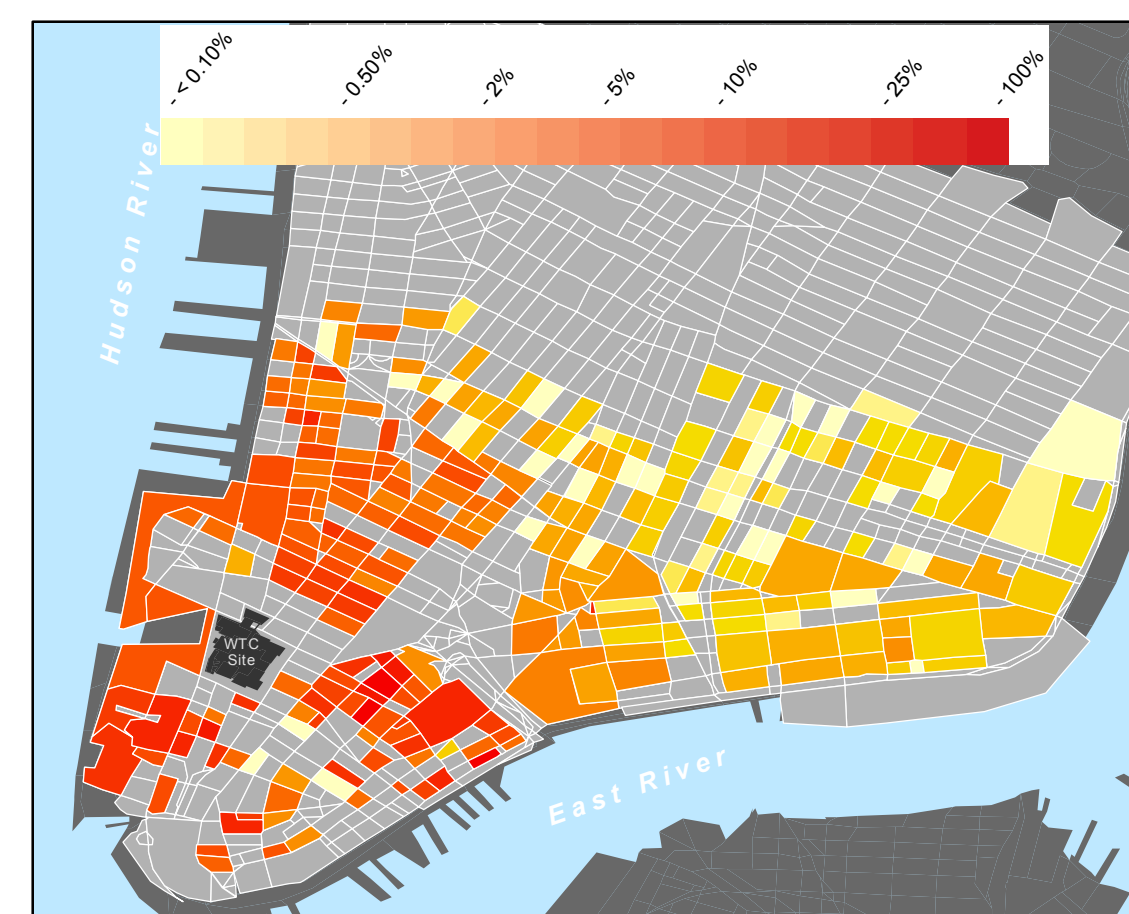 - < 0.10%
- 0.50%
- 2%
- 5%
- 10%
- 25%
- 100%
Hudson River
WTC
Site
East River